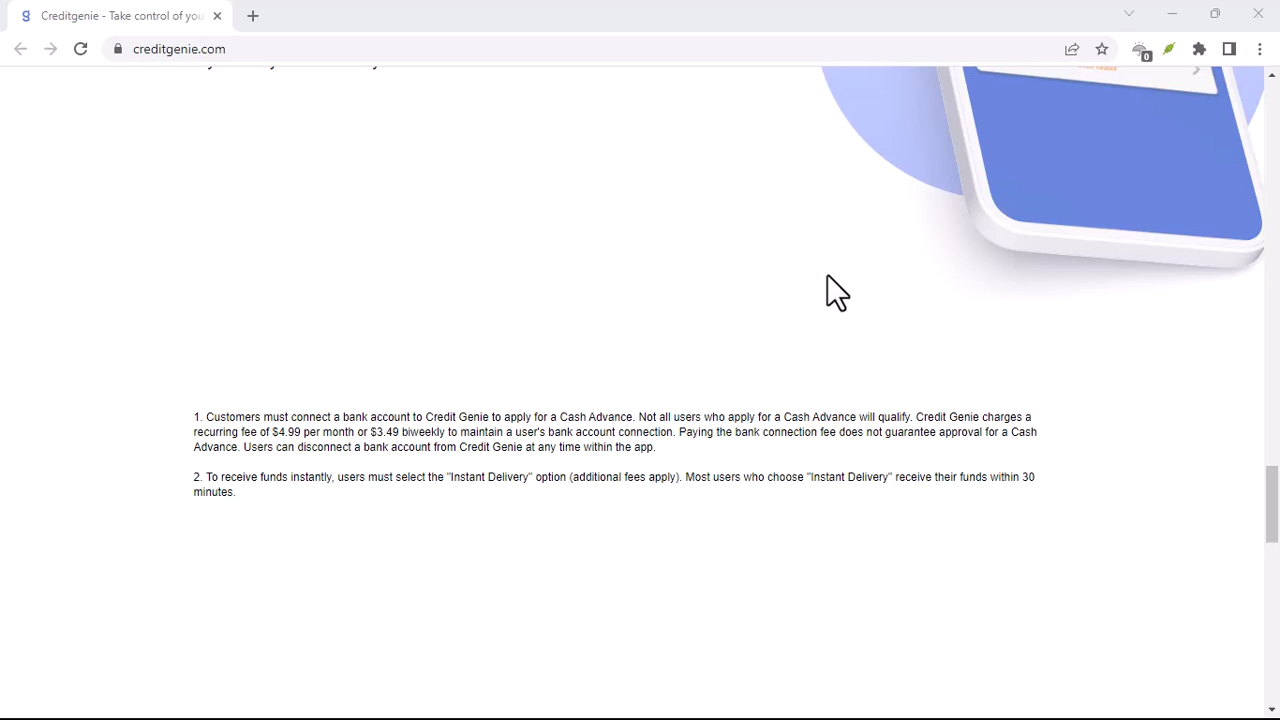 Creditgenie - Take control of you
creditgenie.com
0
1. Customers must connect a bank account to Credit Genie to apply for a Cash Advance. Not all users who apply for a Cash Advance will qualify. Credit Genie charges a
recurring fee of $4.99 per month or $3.49 biweekly to maintain a user's bank account connection. Paying the bank connection fee does not guarantee approval for a Cash
Advance. Users can disconnect a bank account from Credit Genie at any time within the app.
2. To receive funds instantly, users must select the "Instant Delivery" option (additional fees apply). Most users who choose "Instant Delivery" receive their funds within 30
minutes.